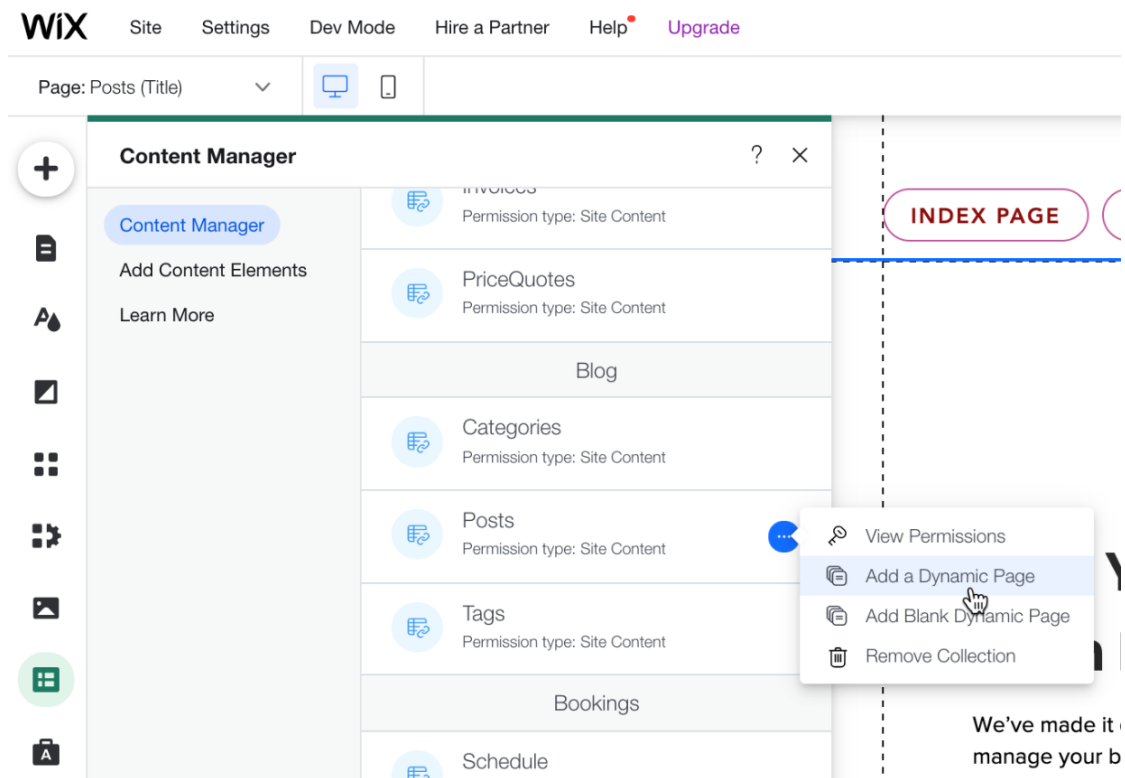 WiX Site Settings Dev Mode Hire a Partner Help Upgrade
Page: Posts (Title)
Content Manager ?
INDEX PAGE
Content Manager
Add Content Elements
Learn More
Invoices
Permission type: Site Content
PriceQuotes
Permission type: Site Content
Blog
Categories
Permission type: Site Content
Posts
Permission type: Site Content
View Permissions
Add a Dynamic Page
Add Blank Dynamic Page
Remove Collection
Tags
Permission type: Site Content
Bookings
Schedule
We've made it
manage your b